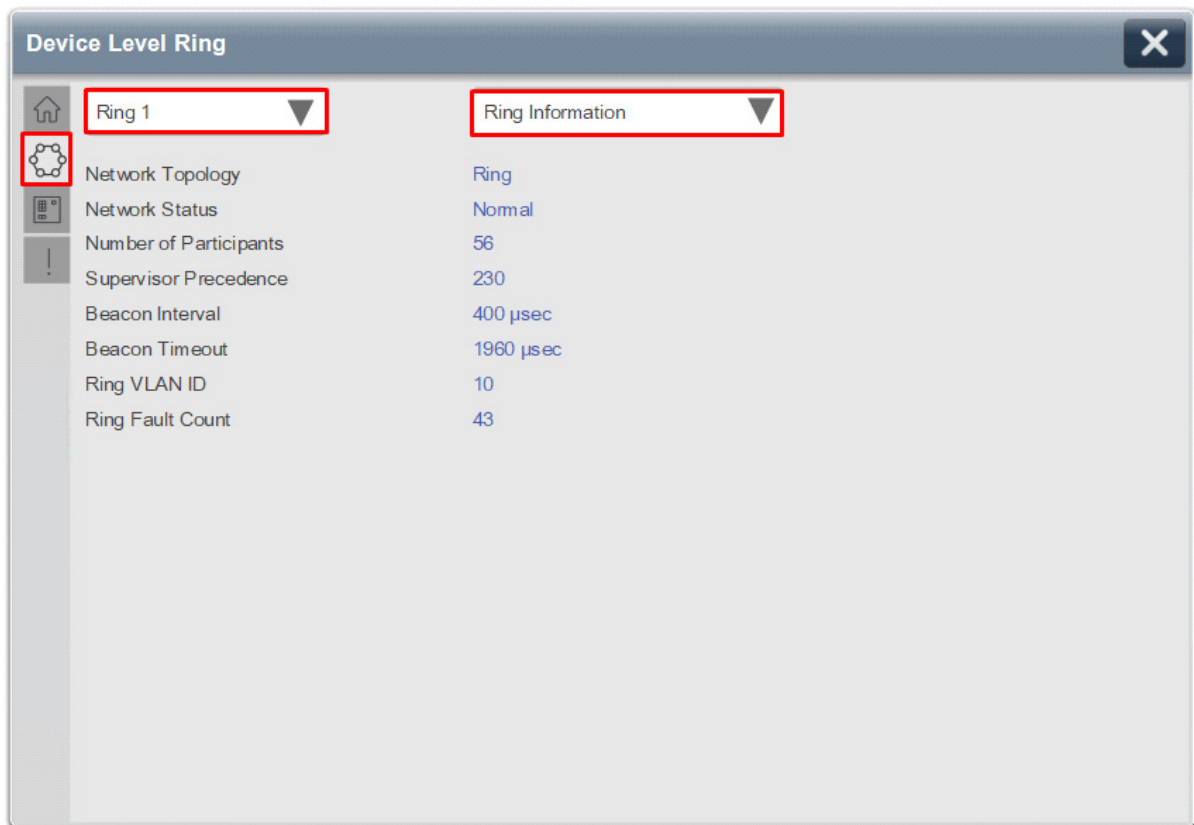 Device Level Ring
Ring 1 Ring Information
Network Topology Ring
Network Status Normal
Number of Participants 56
Supervisor Precedence 230
Beacon Interval 400 µsec
Beacon Timeout 1960 µsec
Ring VLAN ID 10
Ring Fault Count 43